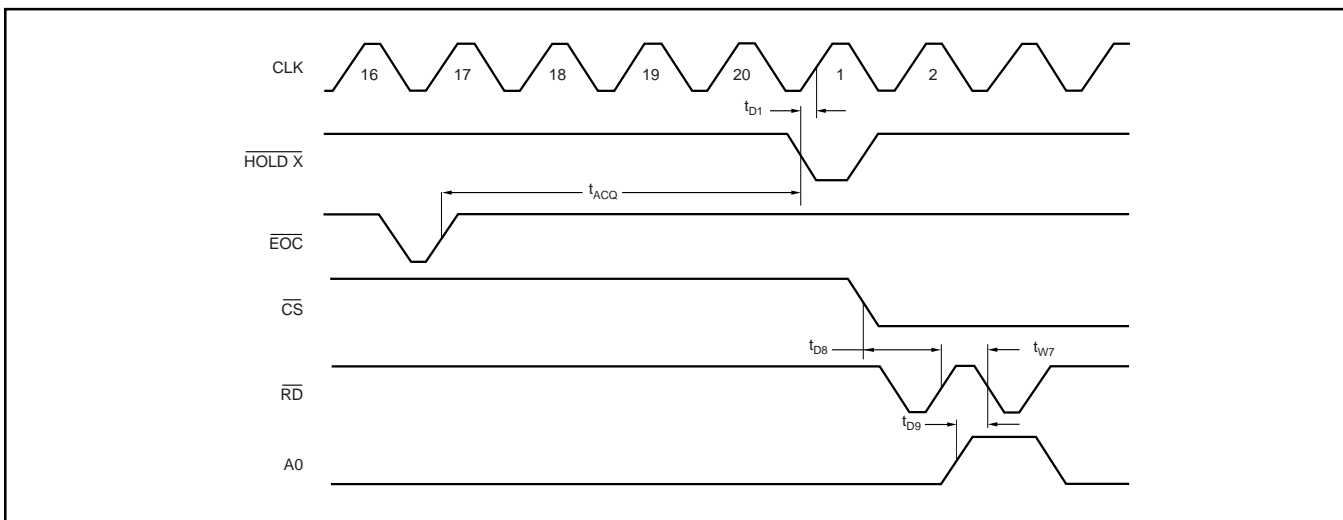 CLK
16 17 18 19 20 1 2
tD1
HOLD X
tACQ
EOC
CS
tD8 tW7
RD
tD9
A0